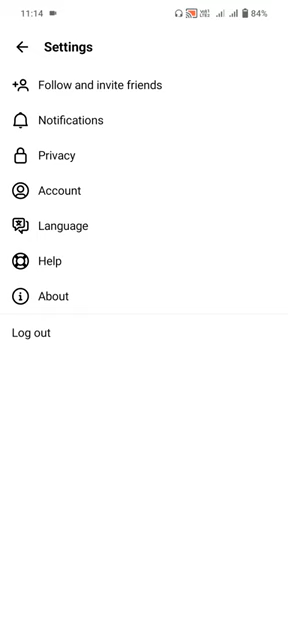 11:14
84%
Settings
Follow and invite friends
Notifications
Privacy
Account
Language
Help
About
Log out